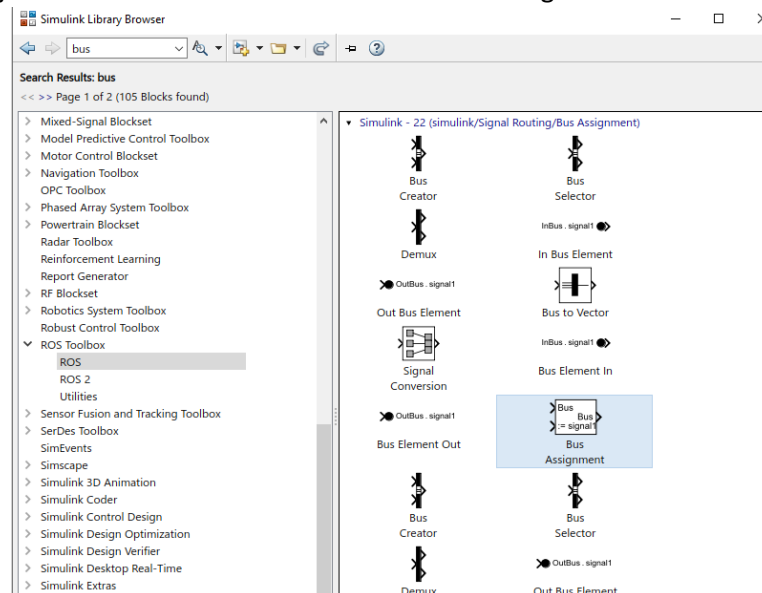 Simulink Library Browser
bus
Search Results: bus
<< >> Page 1 of 2 (105 Blocks found)
Mixed-Signal Blockset
Model Predictive Control Toolbox
Motor Control Blockset
Navigation Toolbox
OPC Toolbox
Phased Array System Toolbox
Powertrain Blockset
Radar Toolbox
Reinforcement Learning
Report Generator
RF Blockset
Robotics System Toolbox
Robust Control Toolbox
ROS Toolbox
ROS
ROS 2
Utilities
Sensor Fusion and Tracking Toolbox
SerDes Toolbox
SimEvents
Simscape
Simulink 3D Animation
Simulink Coder
Simulink Control Design
Simulink Design Optimization
Simulink Design Verifier
Simulink Desktop Real-Time
Simulink Extras
Simulink - 22 (simulink/Signal Routing/Bus Assignment)
Bus
Creator
Bus
Selector
Demux
InBus . signal1
In Bus Element
OutBus . signal1
Out Bus Element
Bus to Vector
Signal
Conversion
InBus . signal1
Bus Element In
OutBus . signal1
Bus Element Out
Bus
Bus
:= signal1
Bus
Assignment
Bus
Creator
Bus
Selector
Demux
OutBus . signal1
Out Bus Element